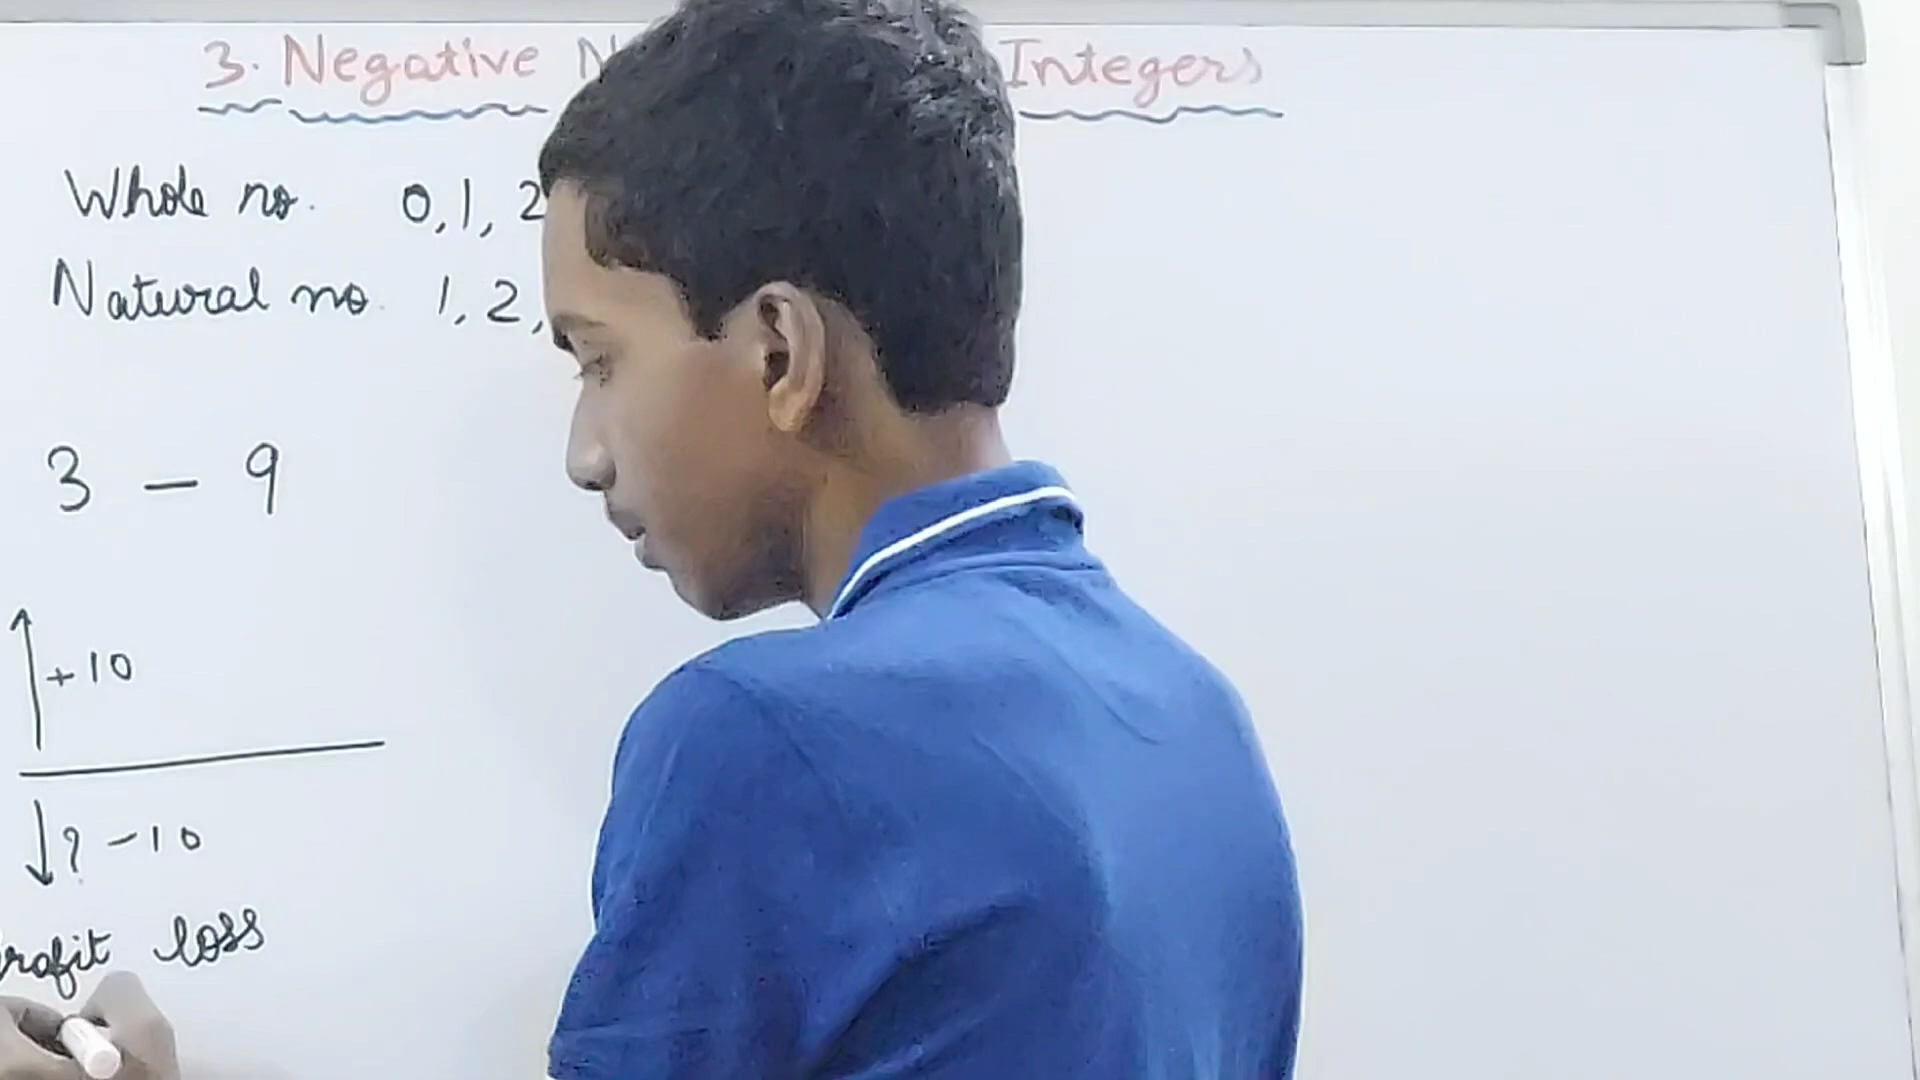 3. Negative Integers
Whole no. 0, 1, 2
Natural no. 1, 2,
3 - 9
+10
? -10
rofit loss